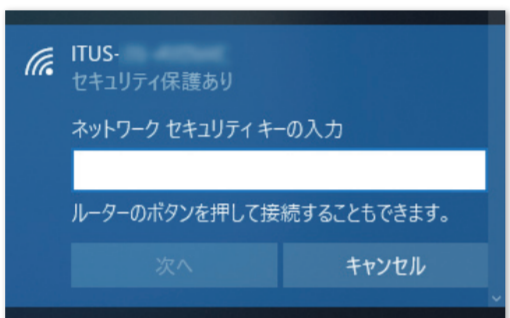 ITUS-
セキュリティ保護あり
ネットワーク セキュリティ キーの入力
ルーターのボタンを押して接続することもできます。
次へ
キャンセル